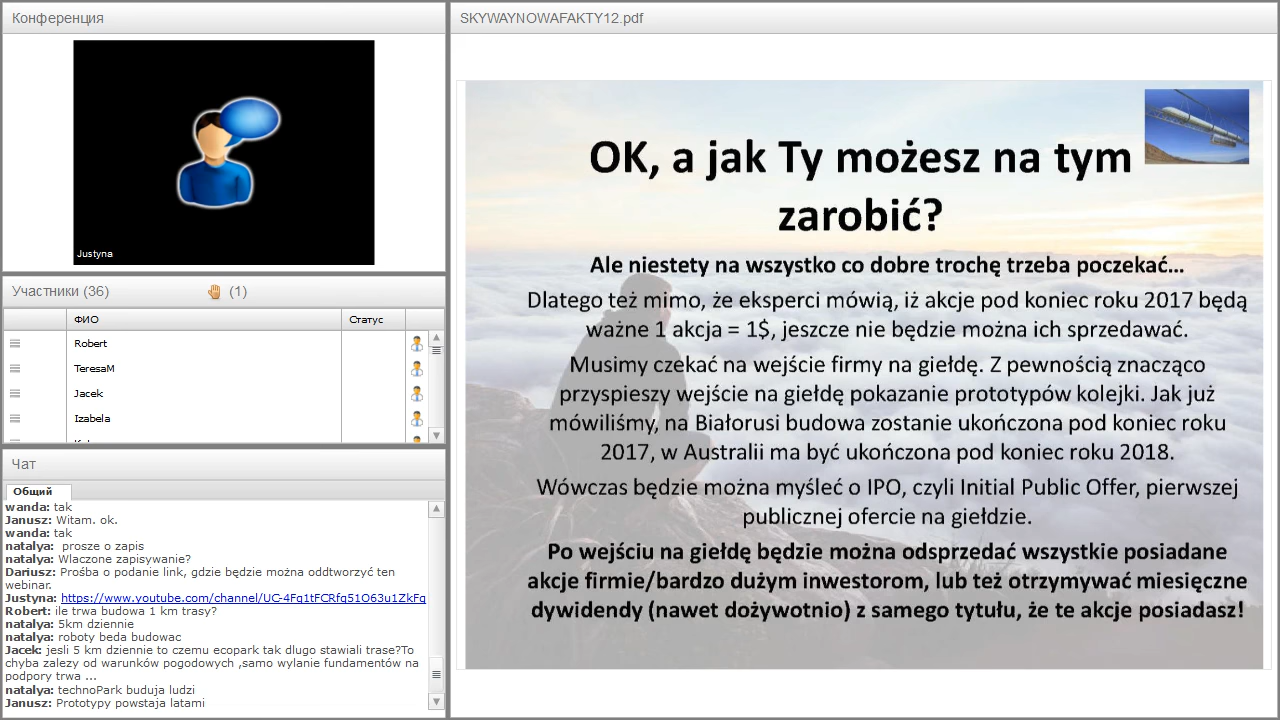 Конференция
Justyna
Участники (36)
(1)
ФИО
Статус
Robert
TeresaM
Jacek
Izabela
Чат
Общий
wanda: tak
Janusz: Witam. ok.
wanda: tak
natalya: prosze o zapis
natalya: Wlaczone zapisywanie?
Dariusz: Prośba o podanie link, gdzie będzie można oddtworzyć ten
webinar.
Justyna: https://www.youtube.com/channel/UC-4Fq1tFCRfq51O63u1ZkFq
Robert: ile trwa budowa 1 km trasy?
natalya: 5km dziennie
natalya: roboty beda budowac
Jacek: jesli 5 km dziennie to czemu ecopark tak dlugo stawiali trase?To
chyba zalezy od warunków pogodowych ,samo wylanie fundamentów na
podpory trwa ...
natalya: technoPark buduja ludzi
Janusz: Prototypy powstaja latami
SKYWAYNOWAFAKTY12.pdf
OK, a jak Ty możesz na tym
zarobić?
Ale niestety na wszystko co dobre trochę trzeba poczekać...
Dlatego też mimo, że eksperci mówią, iż akcje pod koniec roku 2017 będą
ważne 1 akcja = 1$, jeszcze nie będzie można ich sprzedawać.
Musimy czekać na wejście firmy na giełdę. Z pewnością znacząco
przyspieszy wejście na giełdę pokazanie prototypów kolejki. Jak już
mówiliśmy, na Białorusi budowa zostanie ukończona pod koniec roku
2017, w Australii ma być ukończona pod koniec roku 2018.
Wówczas będzie można myśleć o IPO, czyli Initial Public Offer, pierwszej
publicznej ofercie na giełdzie.
Po wejściu na giełdę będzie można odsprzedać wszystkie posiadane
akcje firmie/bardzo dużym inwestorom, lub też otrzymywać miesięczne
dywidendy (nawet dożywotnio) z samego tytułu, że te akcje posiadasz!